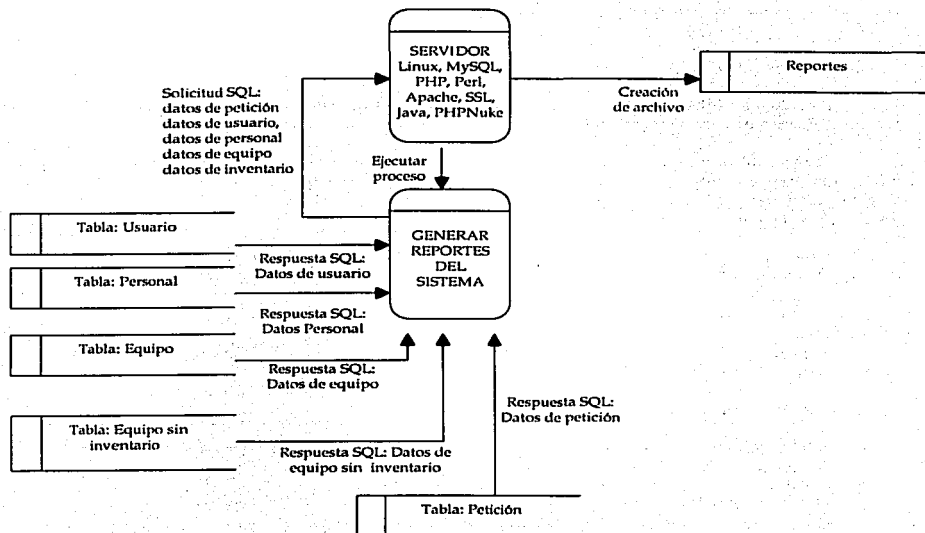 SERVIDOR
Linux, MySQL,
PHP, Perl,
Apache, SSL,
Java, PHPNuke
Reportes
Creación
de archivo
Solicitud SQL:
datos de petición
datos de usuario,
datos de personal
datos de equipo
datos de inventario
Ejecutar
proceso
GENERAR
REPORTES
DEL
SISTEMA
Tabla: Usuario
Respuesta SQL:
Datos de usuario
Tabla: Personal
Respuesta SQL:
Datos Personal
Tabla: Equipo
Respuesta SQL:
Datos de equipo
Tabla: Equipo sin
inventario
Respuesta SQL: Datos de
equipo sin inventario
Respuesta SQL:
Datos de petición
Tabla: Petición